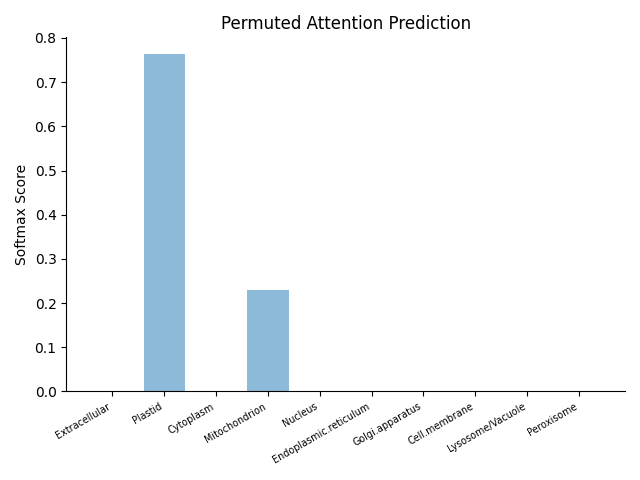 Permuted Attention Prediction
Softmax Score
0.8
0.7
0.6
0.5
0.4
0.3
0.2
0.1
0.0
Extracellular
Plastid
Cytoplasm
Mitochondrion
Nucleus
Endoplasmic.reticulum
Golgi.apparatus
Cell.membrane
Lysosome/Vacuole
Peroxisome